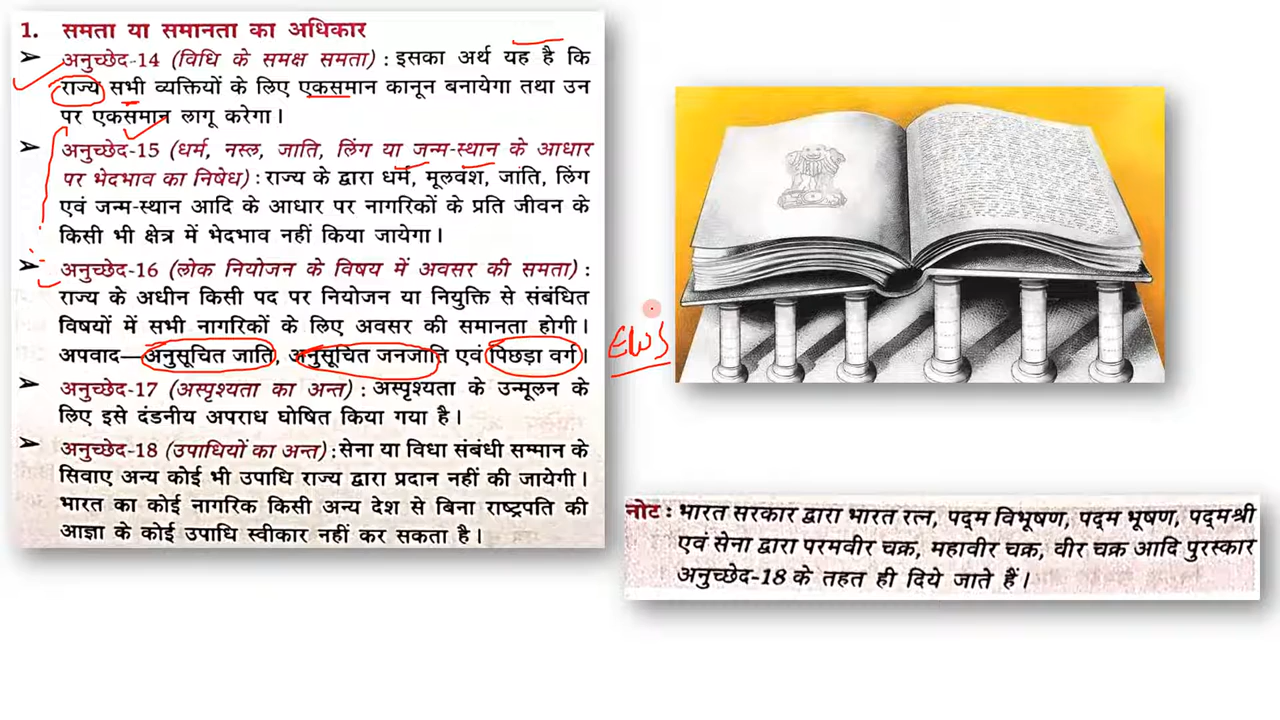 1. समता या समानता का अधिकार
➤ अनुच्छेद-14 (विधि के समक्ष समता) : इसका अर्थ यह है कि
राज्य सभी व्यक्तियों के लिए एकसमान कानून बनायेगा तथा उन
पर एकसमान लागू करेगा।
➤ अनुच्छेद-15 (धर्म, नस्ल, जाति, लिंग या जन्म-स्थान के आधार
पर भेदभाव का निषेध) : राज्य के द्वारा धर्म, मूलवंश, जाति, लिंग
एवं जन्म-स्थान आदि के आधार पर नागरिकों के प्रति जीवन के
किसी भी क्षेत्र में भेदभाव नहीं किया जायेगा।
➤ अनुच्छेद-16 (लोक नियोजन के विषय में अवसर की समता) :
राज्य के अधीन किसी पद पर नियोजन या नियुक्ति से संबंधित
विषयों में सभी नागरिकों के लिए अवसर की समानता होगी।
अपवाद—अनुसूचित जाति, अनुसूचित जनजाति एवं पिछड़ा वर्ग।
EWS
➤ अनुच्छेद-17 (अस्पृश्यता का अन्त) : अस्पृश्यता के उन्मूलन के
लिए इसे दंडनीय अपराध घोषित किया गया है।
➤ अनुच्छेद-18 (उपाधियों का अन्त) : सेना या विधा संबंधी सम्मान के
सिवाए अन्य कोई भी उपाधि राज्य द्वारा प्रदान नहीं की जायेगी।
भारत का कोई नागरिक किसी अन्य देश से बिना राष्ट्रपति की
आज्ञा के कोई उपाधि स्वीकार नहीं कर सकता है।
नोट : भारत सरकार द्वारा भारत रत्न, पद्म विभूषण, पद्म भूषण, पद्मश्री
एवं सेना द्वारा परमवीर चक्र, महावीर चक्र, वीर चक्र आदि पुरस्कार
अनुच्छेद-18 के तहत ही दिये जाते हैं।